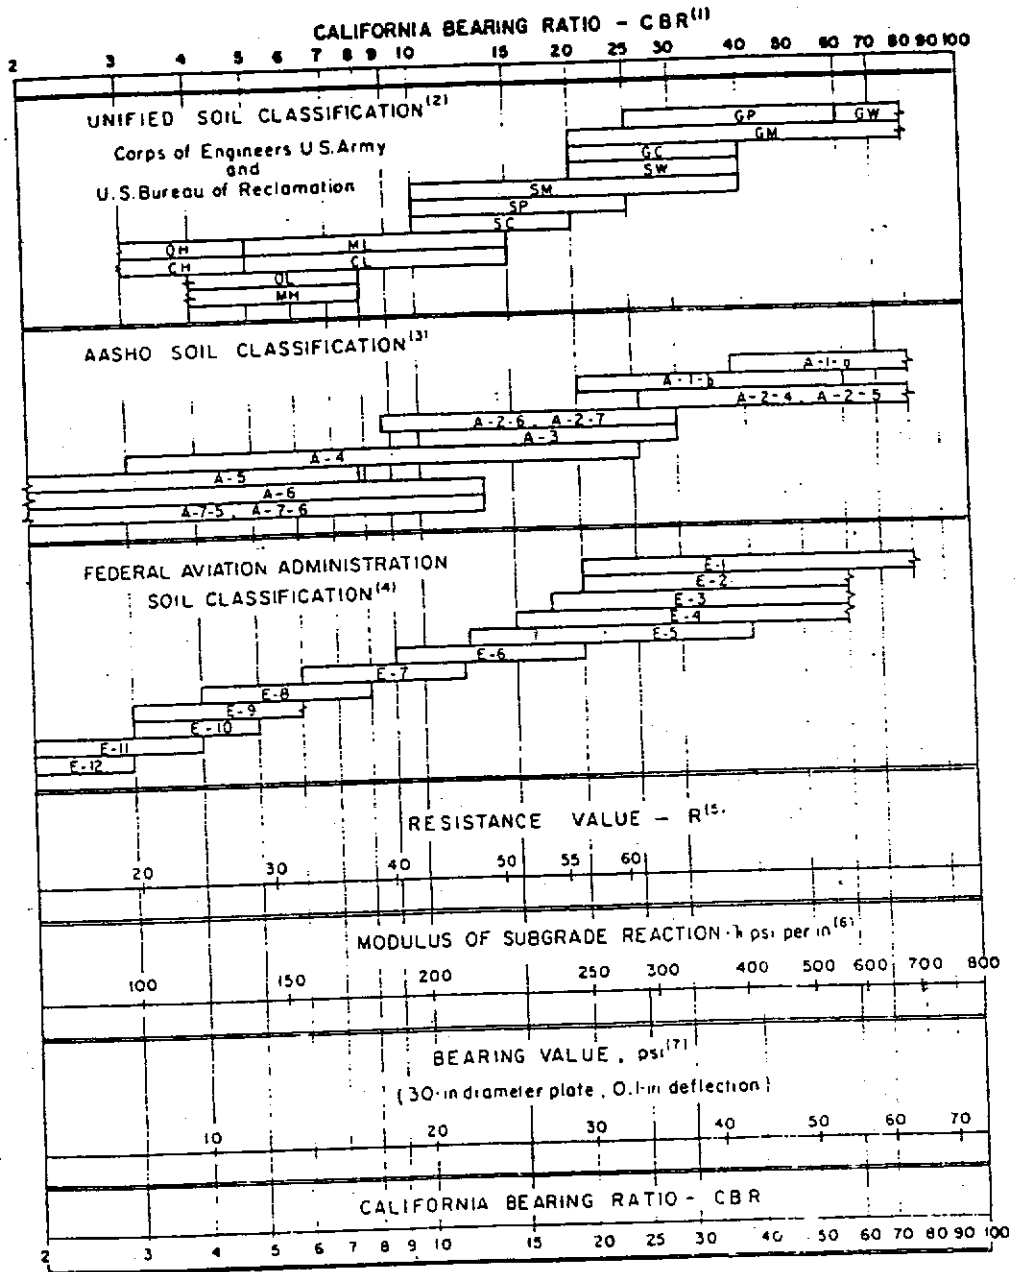 CALIFORNIA BEARING RATIO - CBR(1)
2 3 4 5 6 7 8 9 10 15 20 25 30 40 50 60 70 80 90 100
UNIFIED SOIL CLASSIFICATION(2)
Corps of Engineers U.S.Army
and
U.S.Bureau of Reclamation
GP GW
GM
GC
SW
SM
SP
SC
OH ML
CH CL
OL
MH
AASHO SOIL CLASSIFICATION(3)
A-1-a
A-1-b
A-2-4, A-2-5
A-2-6, A-2-7
A-3
A-4
A-5
A-6
A-7-5, A-7-6
FEDERAL AVIATION ADMINISTRATION
SOIL CLASSIFICATION(4)
E-1
E-2
E-3
E-4
E-5
E-6
E-7
E-8
E-9
E-10
E-11
E-12
RESISTANCE VALUE - R(5)
20 30 40 50 55 60
MODULUS OF SUBGRADE REACTION - k psi per in(6)
100 150 200 250 300 400 500 600 700 800
BEARING VALUE, psi(7)
(30-in diameter plate, 0.1-in deflection)
10 20 30 40 50 60 70
CALIFORNIA BEARING RATIO - CBR
2 3 4 5 6 7 8 9 10 15 20 25 30 40 50 60 70 80 90 100